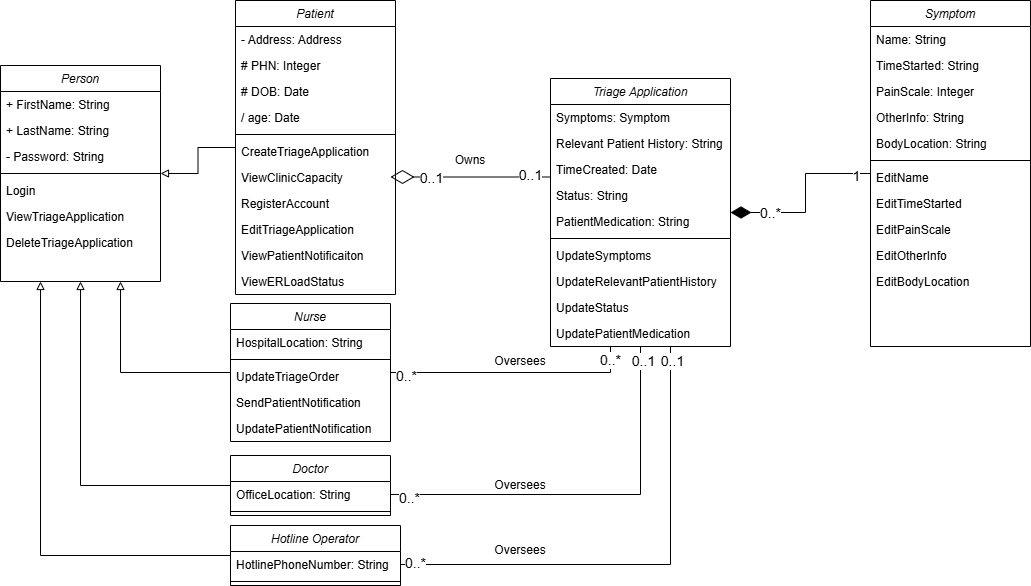 Person
+ FirstName: String
+ LastName: String
- Password: String
Login
ViewTriageApplication
DeleteTriageApplication
Patient
- Address: Address
# PHN: Integer
# DOB: Date
/ age: Date
CreateTriageApplication
ViewClinicCapacity
RegisterAccount
EditTriageApplication
ViewPatientNotificaiton
ViewERLoadStatus
0..1
Owns
0..1
Triage Application
Symptoms: Symptom
Relevant Patient History: String
TimeCreated: Date
Status: String
PatientMedication: String
UpdateSymptoms
UpdateRelevantPatientHistory
UpdateStatus
UpdatePatientMedication
0..*
1
Symptom
Name: String
TimeStarted: String
PainScale: Integer
OtherInfo: String
BodyLocation: String
EditName
EditTimeStarted
EditPainScale
EditOtherInfo
EditBodyLocation
Nurse
HospitalLocation: String
UpdateTriageOrder
SendPatientNotification
UpdatePatientNotification
0..*
Oversees
0..*
0..1
0..1
Doctor
OfficeLocation: String
0..*
Oversees
Hotline Operator
HotlinePhoneNumber: String
0..*
Oversees